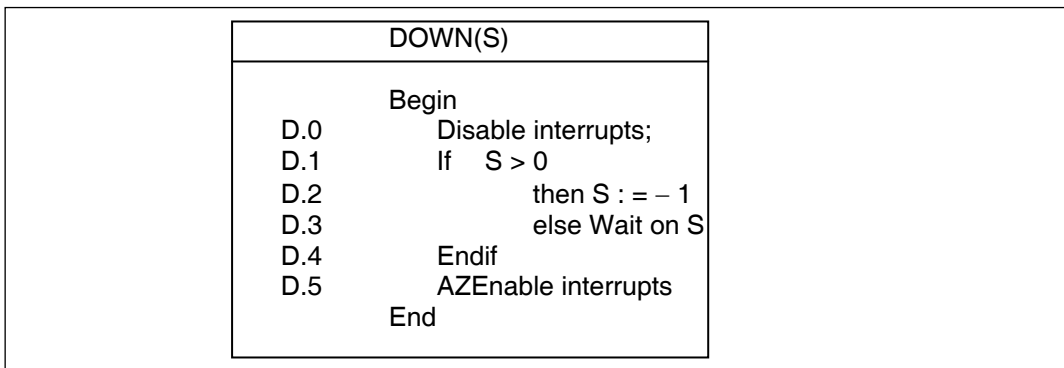 DOWN(S)
Begin
D.0 Disable interrupts;
D.1 If S > 0
D.2 then S : = – 1
D.3 else Wait on S
D.4 Endif
D.5 AZEnable interrupts
End